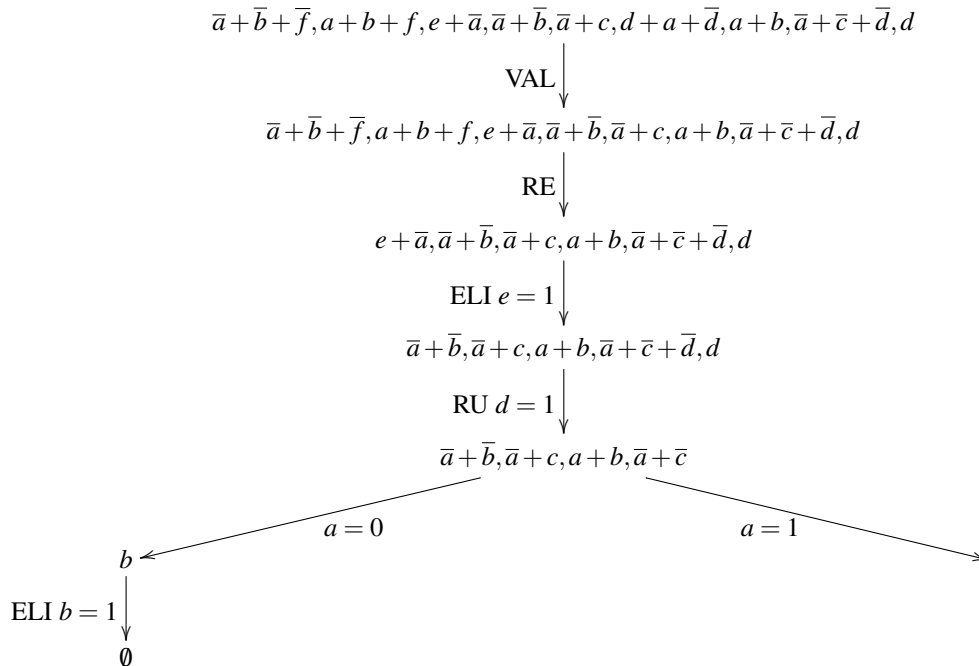 a̅ + b̅ + f̅, a + b + f, e + a̅, a̅ + b̅, a̅ + c, d + a + d̅, a + b, a̅ + c̅ + d̅, d
VAL
a̅ + b̅ + f̅, a + b + f, e + a̅, a̅ + b̅, a̅ + c, a + b, a̅ + c̅ + d̅, d
RE
e + a̅, a̅ + b̅, a̅ + c, a + b, a̅ + c̅ + d̅, d
ELI e = 1
a̅ + b̅, a̅ + c, a + b, a̅ + c̅ + d̅, d
RU d = 1
a̅ + b̅, a̅ + c, a + b, a̅ + c̅
a = 0 a = 1
b
ELI b = 1
∅